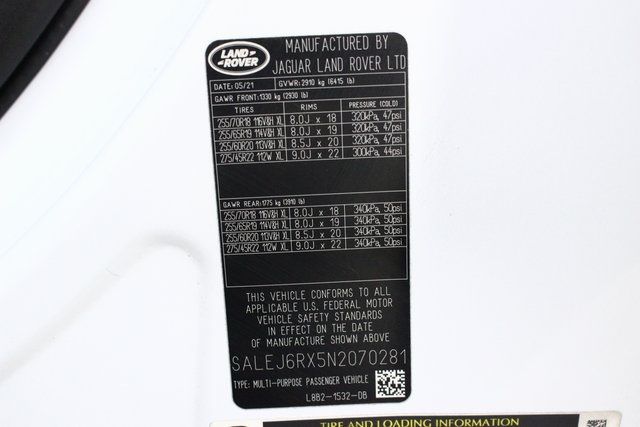 LAND ROVER
MANUFACTURED BY
JAGUAR LAND ROVER LTD
DATE: 05/21 GVWR: 2910 kg (6415 lb)
GAWR FRONT: 1330 kg (2930 lb)
TIRES RIMS PRESSURE (COLD)
255/70R18 116V&H XL 8.0J x 18 320kPa, 47psi
255/65R19 114V&H XL 8.0J x 19 320kPa, 47psi
255/60R20 113V&H XL 8.5J x 20 320kPa, 47psi
275/45R22 112W XL 9.0J x 22 300kPa, 44psi
GAWR REAR: 1775 kg (3910 lb)
255/70R18 116V&H XL 8.0J x 18 340kPa, 50psi
255/65R19 114V&H XL 8.0J x 19 340kPa, 50psi
255/60R20 113V&H XL 8.5J x 20 340kPa, 50psi
275/45R22 112W XL 9.0J x 22 340kPa, 50psi
THIS VEHICLE CONFORMS TO ALL
APPLICABLE U.S. FEDERAL MOTOR
VEHICLE SAFETY STANDARDS
IN EFFECT ON THE DATE
OF MANUFACTURE SHOWN ABOVE
SALEJ6RX5N2070281
TYPE: MULTI-PURPOSE PASSENGER VEHICLE
L8B2-1532-DB
TIRE AND LOADING INFORMATION